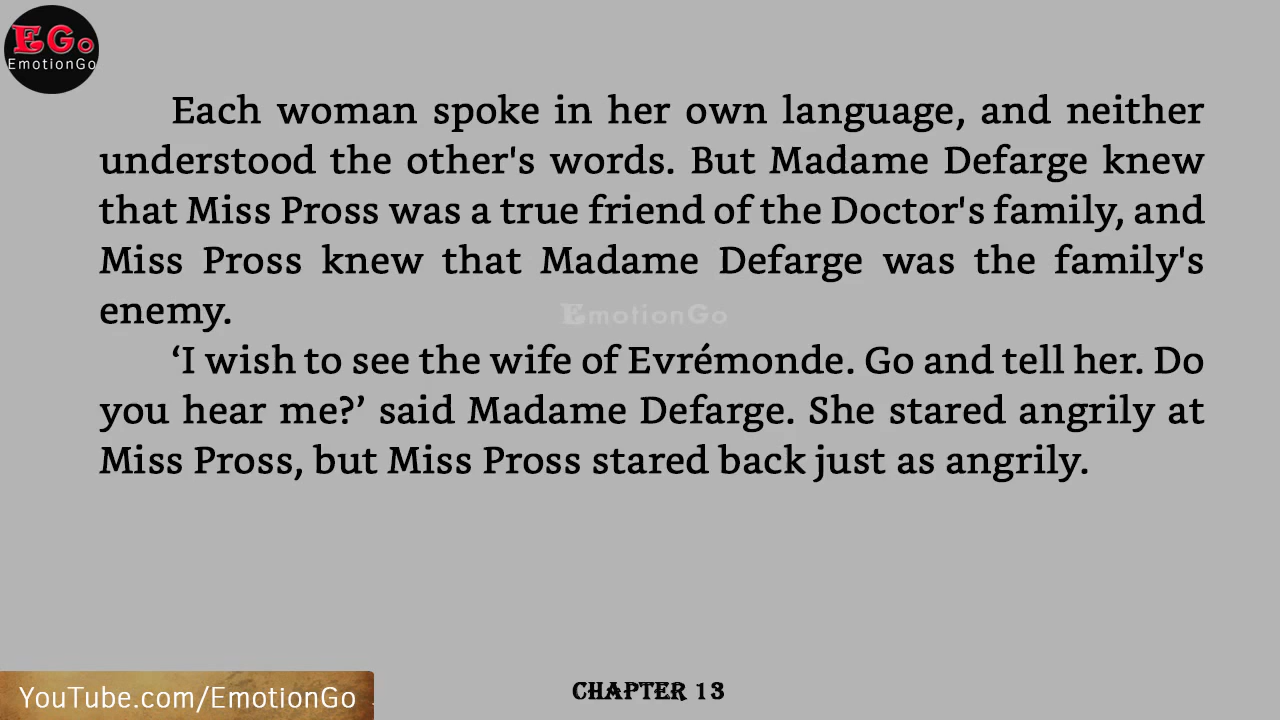 EGo
EmotionGo
Each woman spoke in her own language, and neither
understood the other's words. But Madame Defarge knew
that Miss Pross was a true friend of the Doctor's family, and
Miss Pross knew that Madame Defarge was the family's
enemy.
EmotionGo
‘I wish to see the wife of Evrémonde. Go and tell her. Do
you hear me?’ said Madame Defarge. She stared angrily at
Miss Pross, but Miss Pross stared back just as angrily.
YouTube.com/EmotionGo
CHAPTER 13